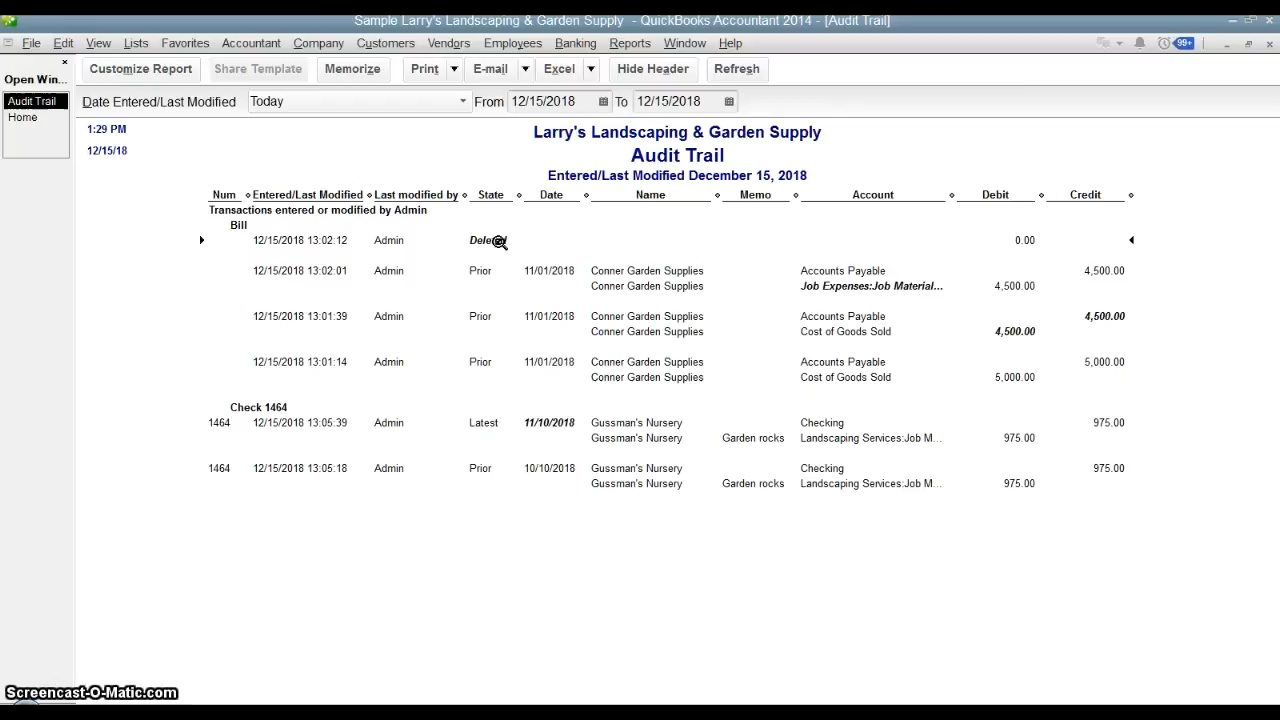 Sample Larry's Landscaping & Garden Supply - QuickBooks Accountant 2014 - [Audit Trail]
File Edit View Lists Favorites Accountant Company Customers Vendors Employees Banking Reports Window Help 99+
Open Win...
Customize Report Share Template Memorize Print E-mail Excel Hide Header Refresh
Audit Trail
Home
Date Entered/Last Modified Today From 12/15/2018 To 12/15/2018
1:29 PM
12/15/18
Larry's Landscaping & Garden Supply
Audit Trail
Entered/Last Modified December 15, 2018
Num Entered/Last Modified Last modified by State Date Name Memo Account Debit Credit
Transactions entered or modified by Admin
Bill
12/15/2018 13:02:12 Admin Deleted 0.00
12/15/2018 13:02:01 Admin Prior 11/01/2018 Conner Garden Supplies Accounts Payable 4,500.00
Conner Garden Supplies Job Expenses:Job Material... 4,500.00
12/15/2018 13:01:39 Admin Prior 11/01/2018 Conner Garden Supplies Accounts Payable 4,500.00
Conner Garden Supplies Cost of Goods Sold 4,500.00
12/15/2018 13:01:14 Admin Prior 11/01/2018 Conner Garden Supplies Accounts Payable 5,000.00
Conner Garden Supplies Cost of Goods Sold 5,000.00
Check 1464
1464 12/15/2018 13:05:39 Admin Latest 11/10/2018 Gussman's Nursery Checking 975.00
Gussman's Nursery Garden rocks Landscaping Services:Job M... 975.00
1464 12/15/2018 13:05:18 Admin Prior 10/10/2018 Gussman's Nursery Checking 975.00
Gussman's Nursery Garden rocks Landscaping Services:Job M... 975.00
Screencast-O-Matic.com